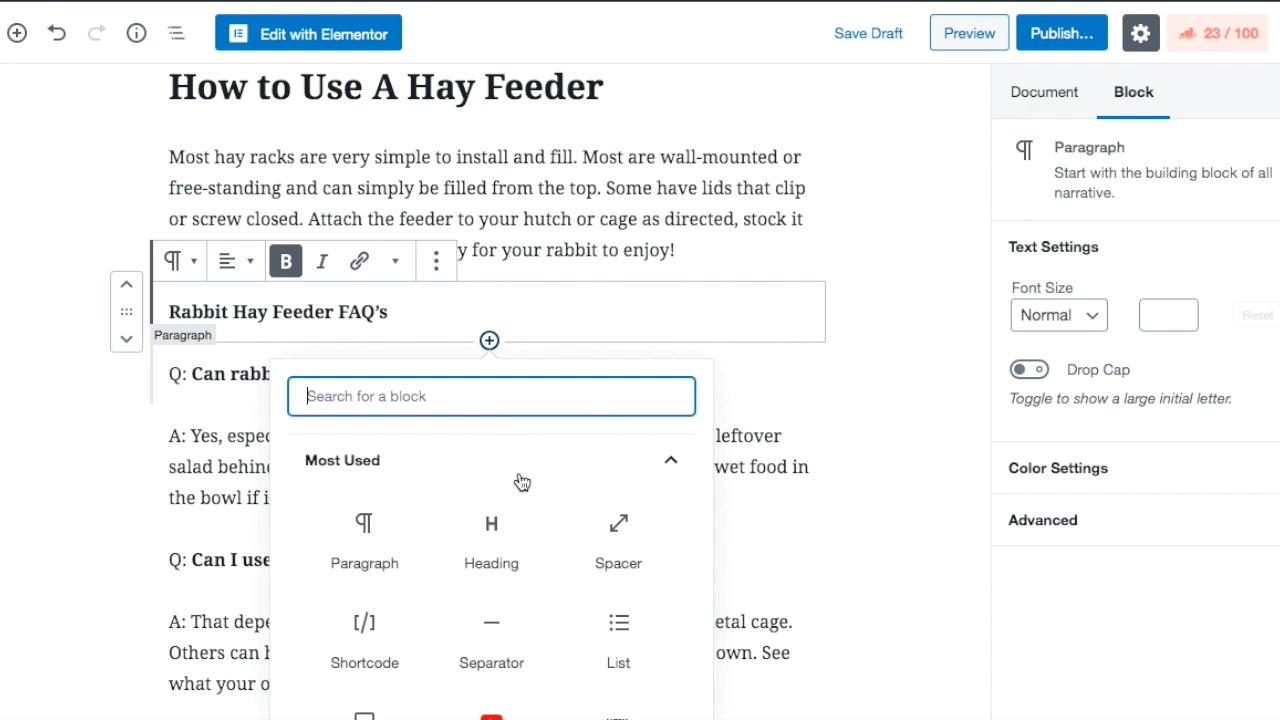 Edit with Elementor
Save Draft
Preview
Publish...
23 / 100
How to Use A Hay Feeder
Most hay racks are very simple to install and fill. Most are wall-mounted or
free-standing and can simply be filled from the top. Some have lids that clip
or screw closed. Attach the feeder to your hutch or cage as directed, stock it
y for your rabbit to enjoy!
B I
Rabbit Hay Feeder FAQ's
Paragraph
Q: Can rabb
A: Yes, espec
leftover
salad behind
wet food in
the bowl if i
Q: Can I use
A: That depe
etal cage.
Others can h
own. See
what your o
Search for a block
Most Used
Paragraph
H
Heading
Spacer
[/]
Shortcode
Separator
List
Document
Block
Paragraph
Start with the building block of all
narrative.
Text Settings
Font Size
Normal
Reset
Drop Cap
Toggle to show a large initial letter.
Color Settings
Advanced